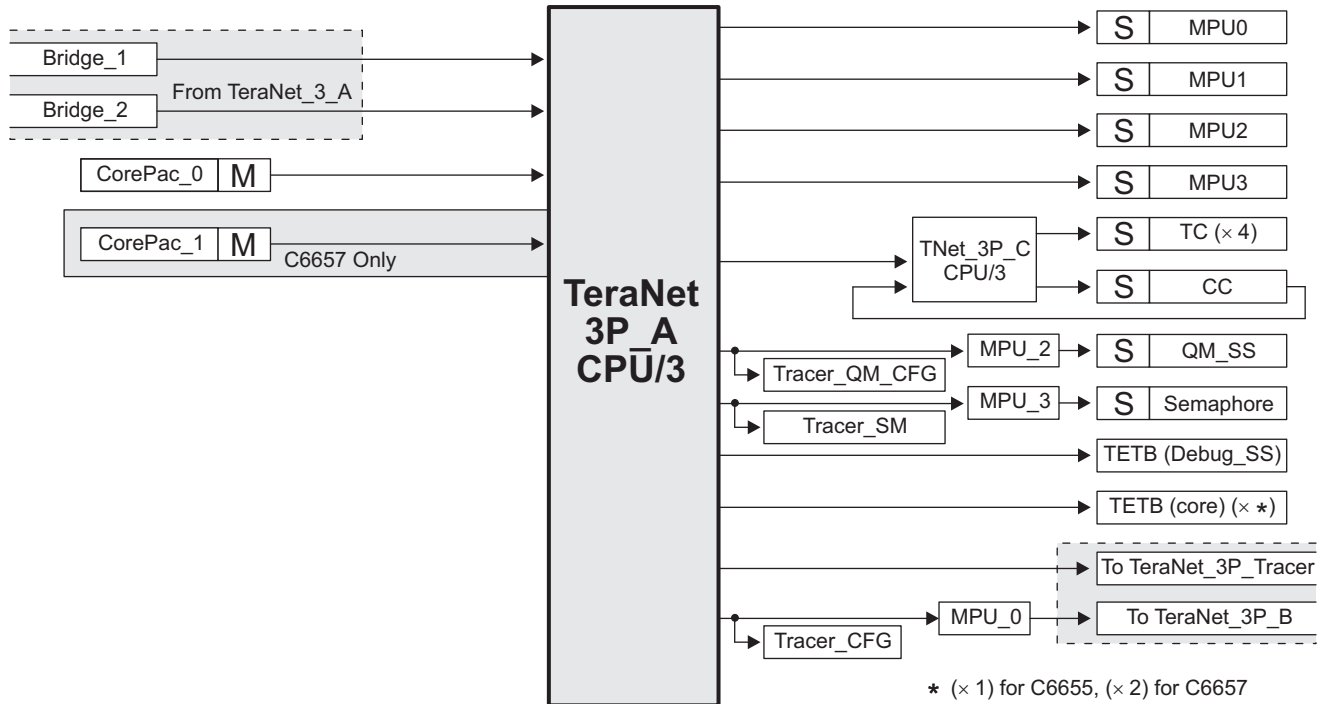 Bridge_1
From TeraNet_3_A
Bridge_2
CorePac_0 M
CorePac_1 M
C6657 Only
TeraNet
3P_A
CPU/3
S MPU0
S MPU1
S MPU2
S MPU3
TNet_3P_C
CPU/3
S TC (× 4)
S CC
MPU_2
S QM_SS
Tracer_QM_CFG
MPU_3
S Semaphore
Tracer_SM
TETB (Debug_SS)
TETB (core) (× *)
To TeraNet_3P_Tracer
MPU_0
To TeraNet_3P_B
Tracer_CFG
* (× 1) for C6655, (× 2) for C6657